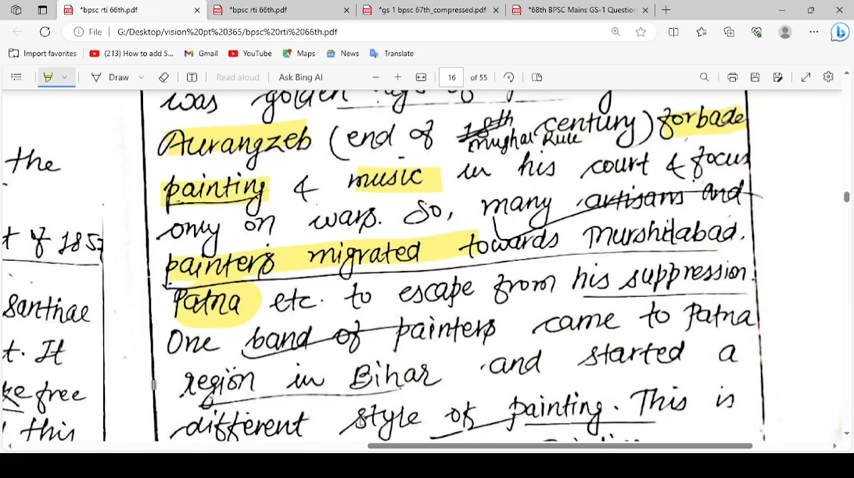 *bpsc rti 66th.pdf
*bpsc rti 66th.pdf
*gs 1 bpsc 67th_compressed.pdf
*68th BPSC Mains GS-1 Question
File G:/Desktop/vision%20pt%20365/bpsc%20rti%2066th.pdf
Import favorites (213) How to add S... Gmail YouTube Maps News Translate
Draw Read aloud Ask Bing AI 16 of 55
was golden
Aurangzeb (end of Mughal Rule century) forbade
painting & music in his court & focus
only on wars. So, many artisans and
painters migrated towards Murshidabad.
Patna etc. to escape from his suppression.
One band of painters came to Patna
region in Bihar and started a
different style of painting. This is
the
t of 1857
Santhal
t. It
free
this